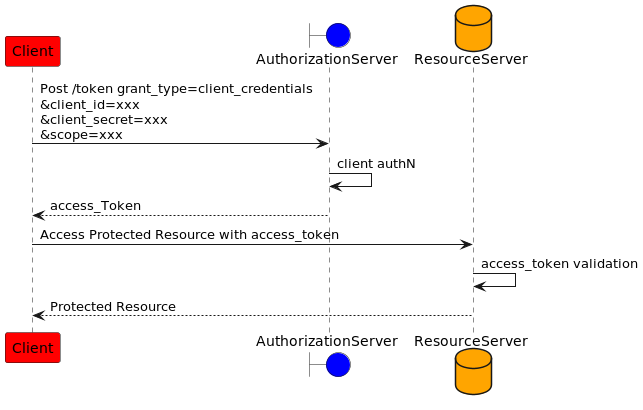 Client
AuthorizationServer
ResourceServer
Post /token grant_type=client_credentials
&client_id=xxx
&client_secret=xxx
&scope=xxx
client authN
access_Token
Access Protected Resource with access_token
access_token validation
Protected Resource
Client
AuthorizationServer
ResourceServer